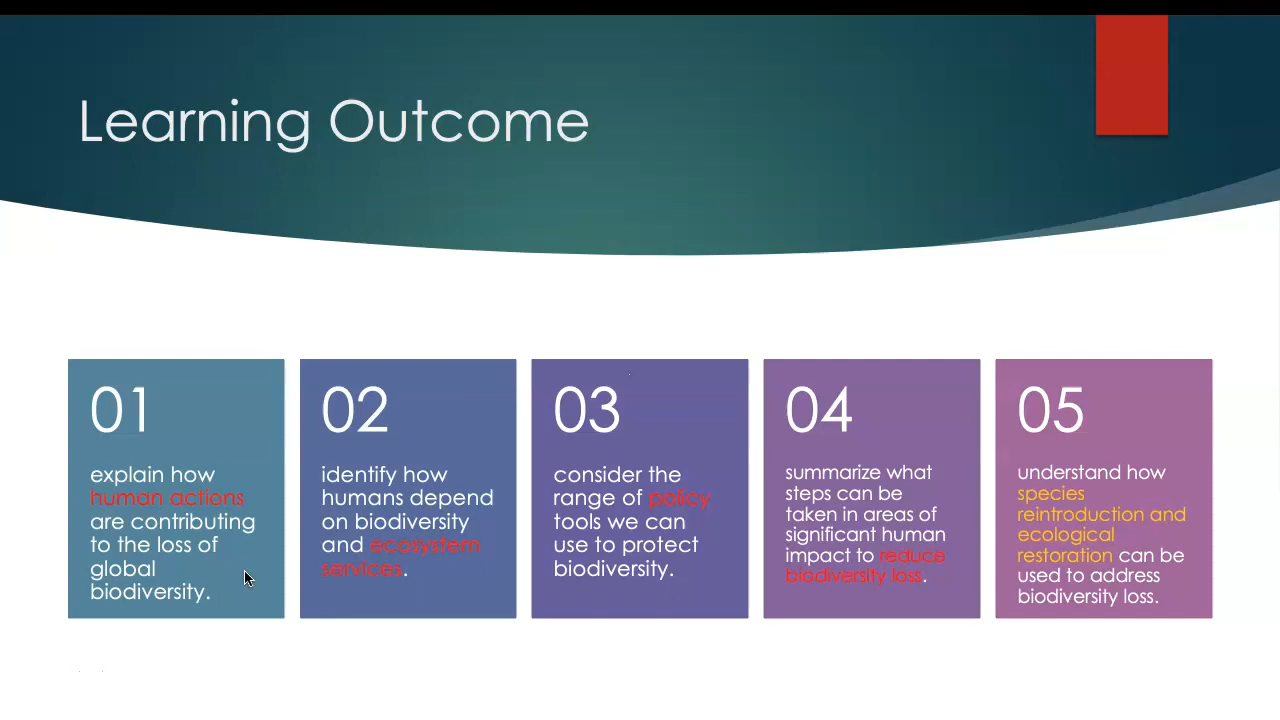 Learning Outcome
01
explain how
human actions
are contributing
to the loss of
global
biodiversity.
02
identify how
humans depend
on biodiversity
and ecosystem
services.
03
consider the
range of policy
tools we can
use to protect
biodiversity.
04
summarize what
steps can be
taken in areas of
significant human
impact to reduce
biodiversity loss.
05
understand how
species
reintroduction and
ecological
restoration can be
used to address
biodiversity loss.